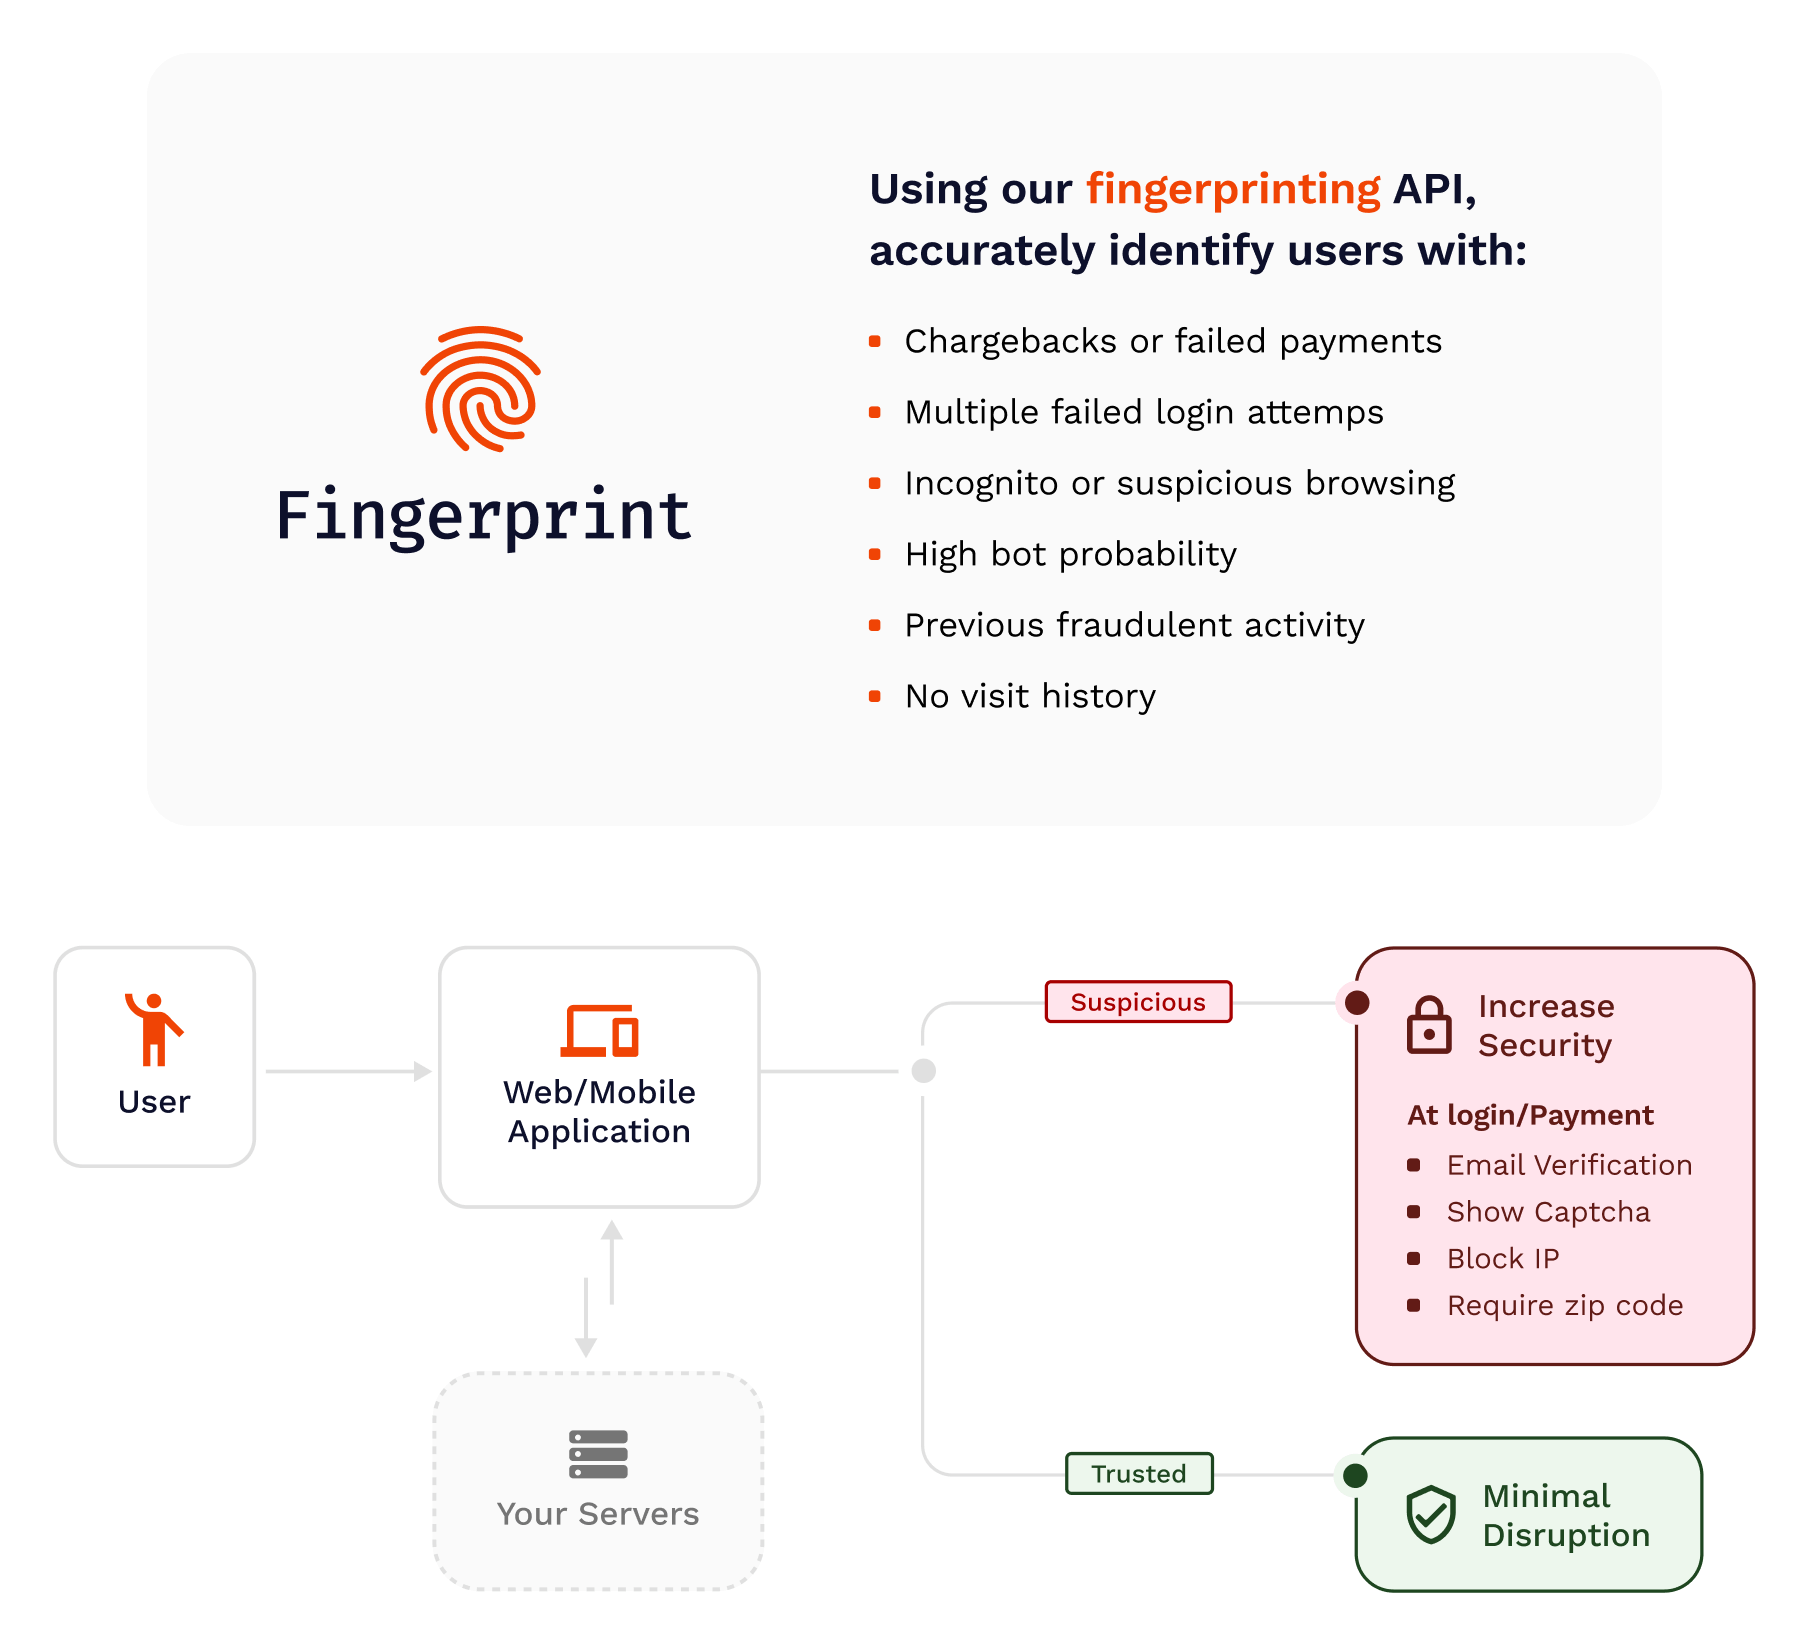 Using our fingerprinting API,
accurately identify users with:
Chargebacks or failed payments
Multiple failed login attemps
Incognito or suspicious browsing
High bot probability
Previous fraudulent activity
No visit history
Fingerprint
User
Web/Mobile
Application
Your Servers
Suspicious
Increase
Security
At login/Payment
Email Verification
Show Captcha
Block IP
Require zip code
Trusted
Minimal
Disruption